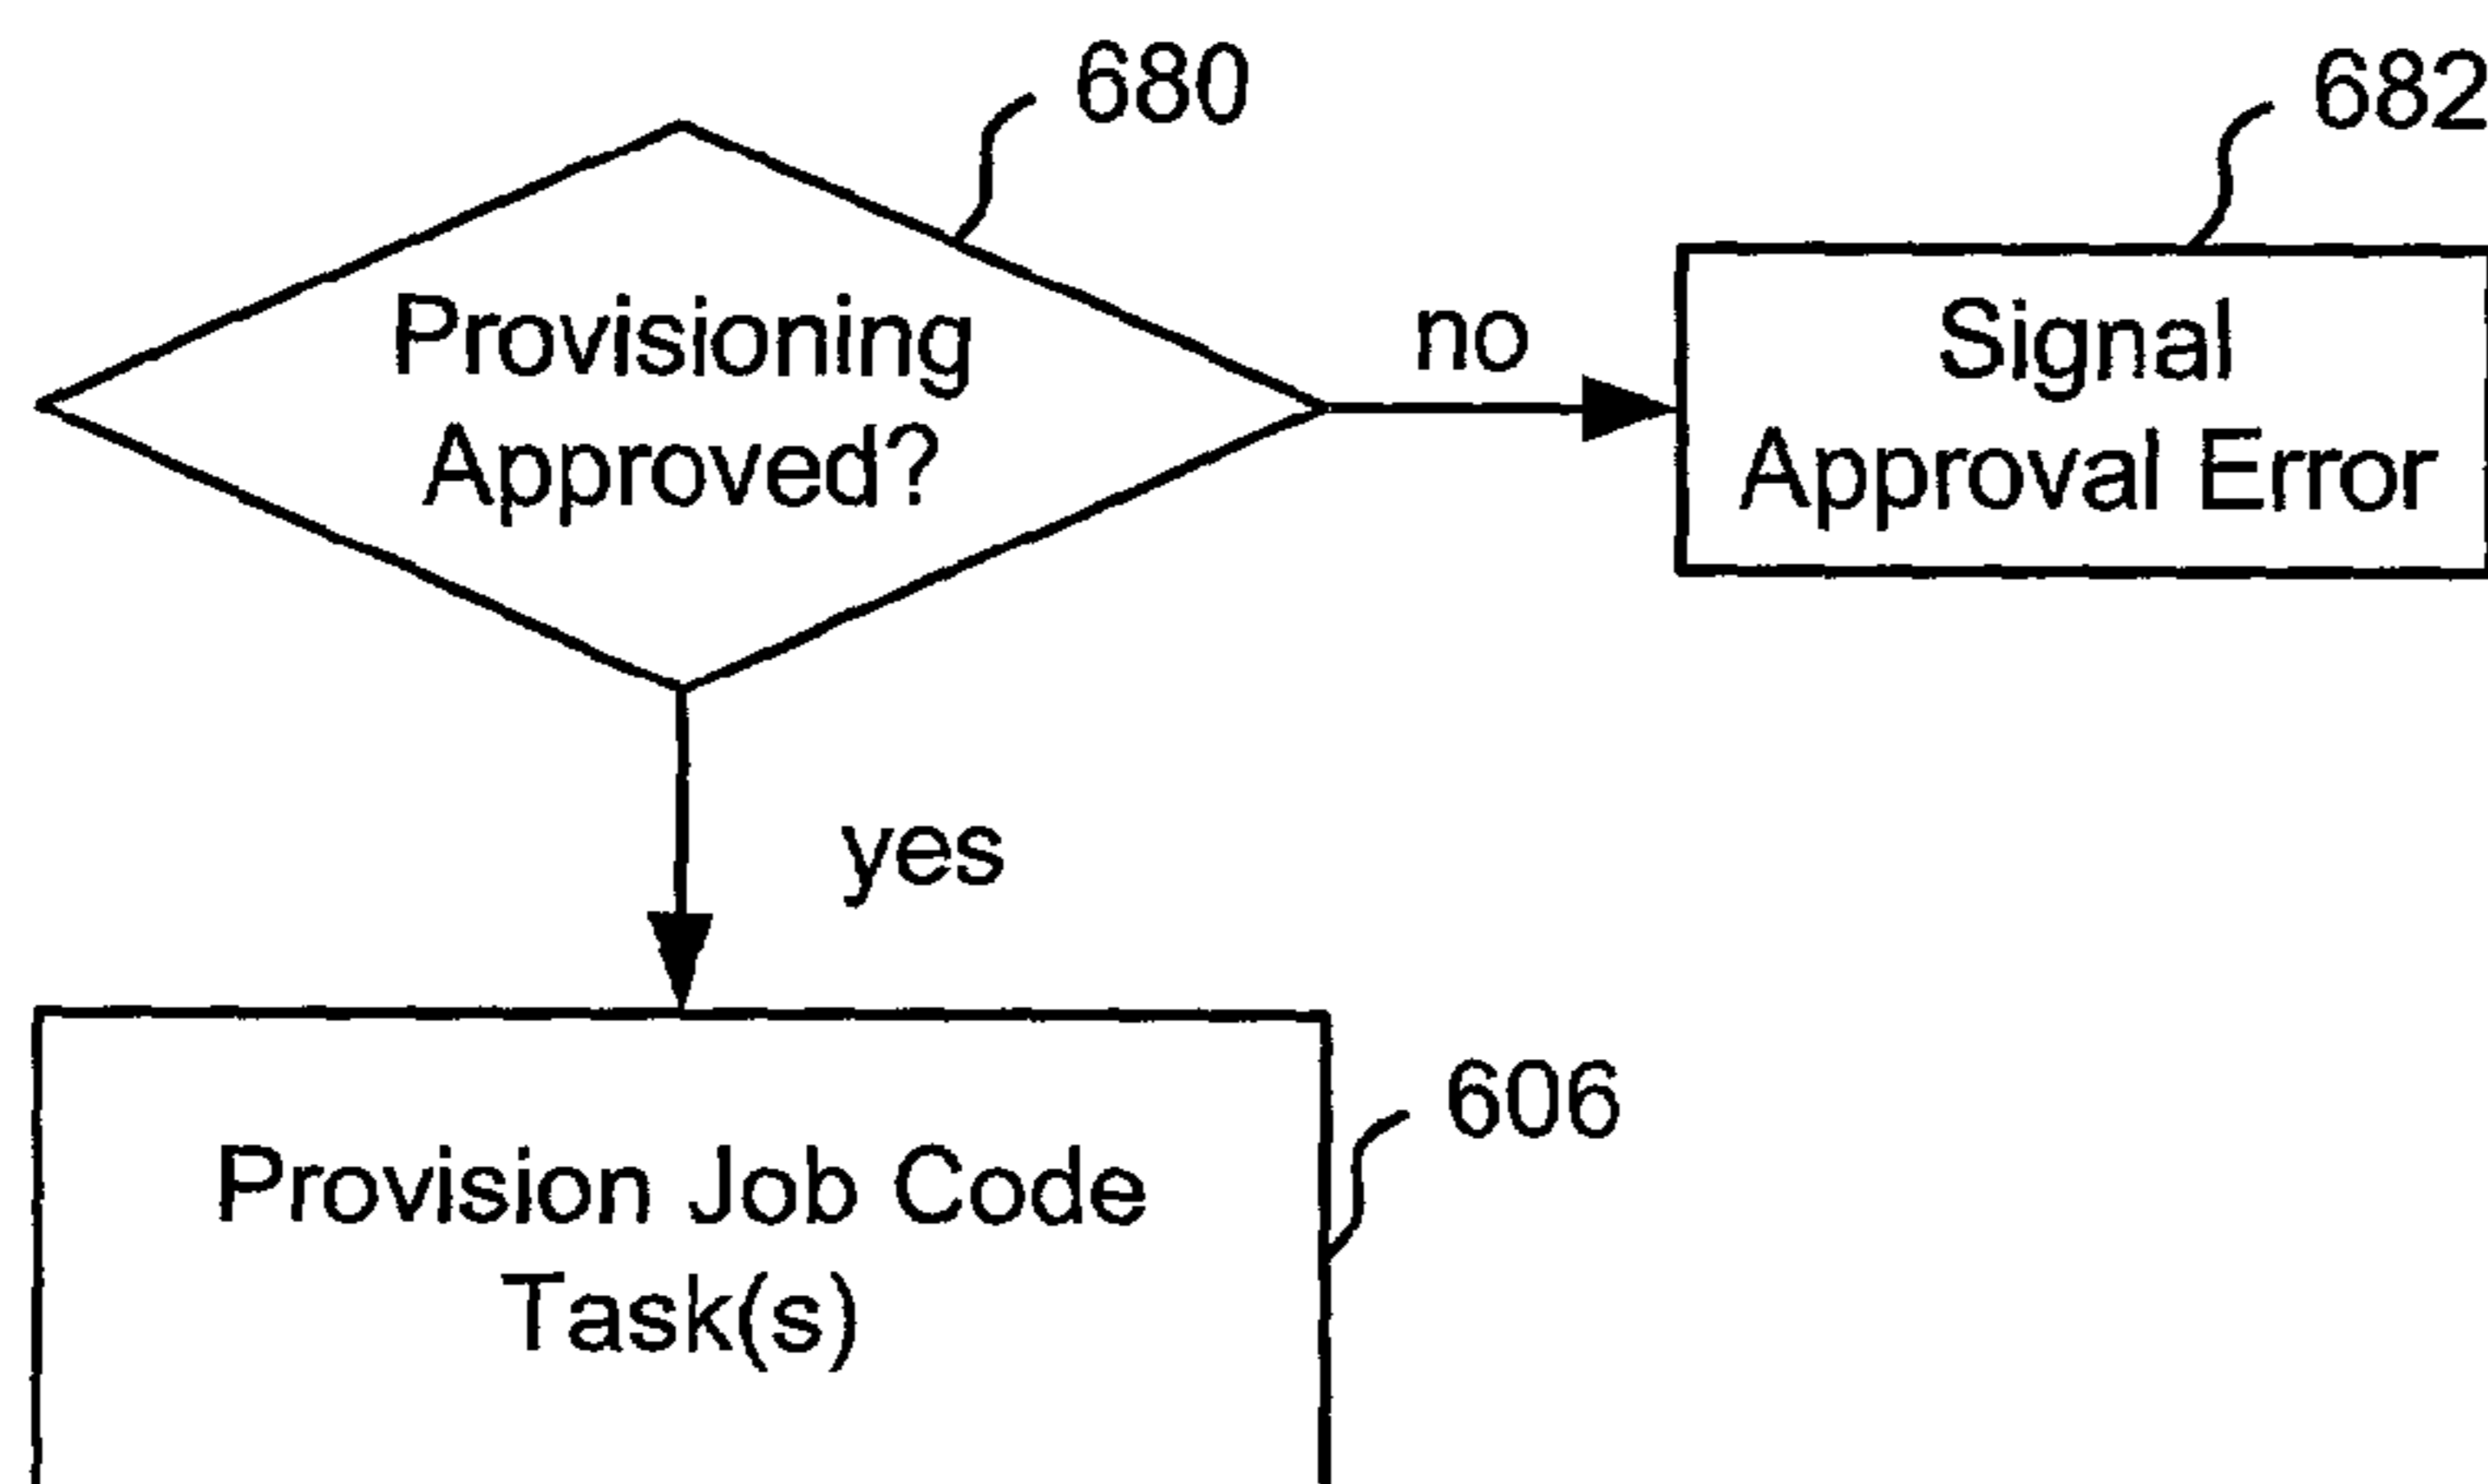 680
682
Provisioning
Approved?
no
Signal
Approval Error
yes
606
Provision Job Code
Task(s)